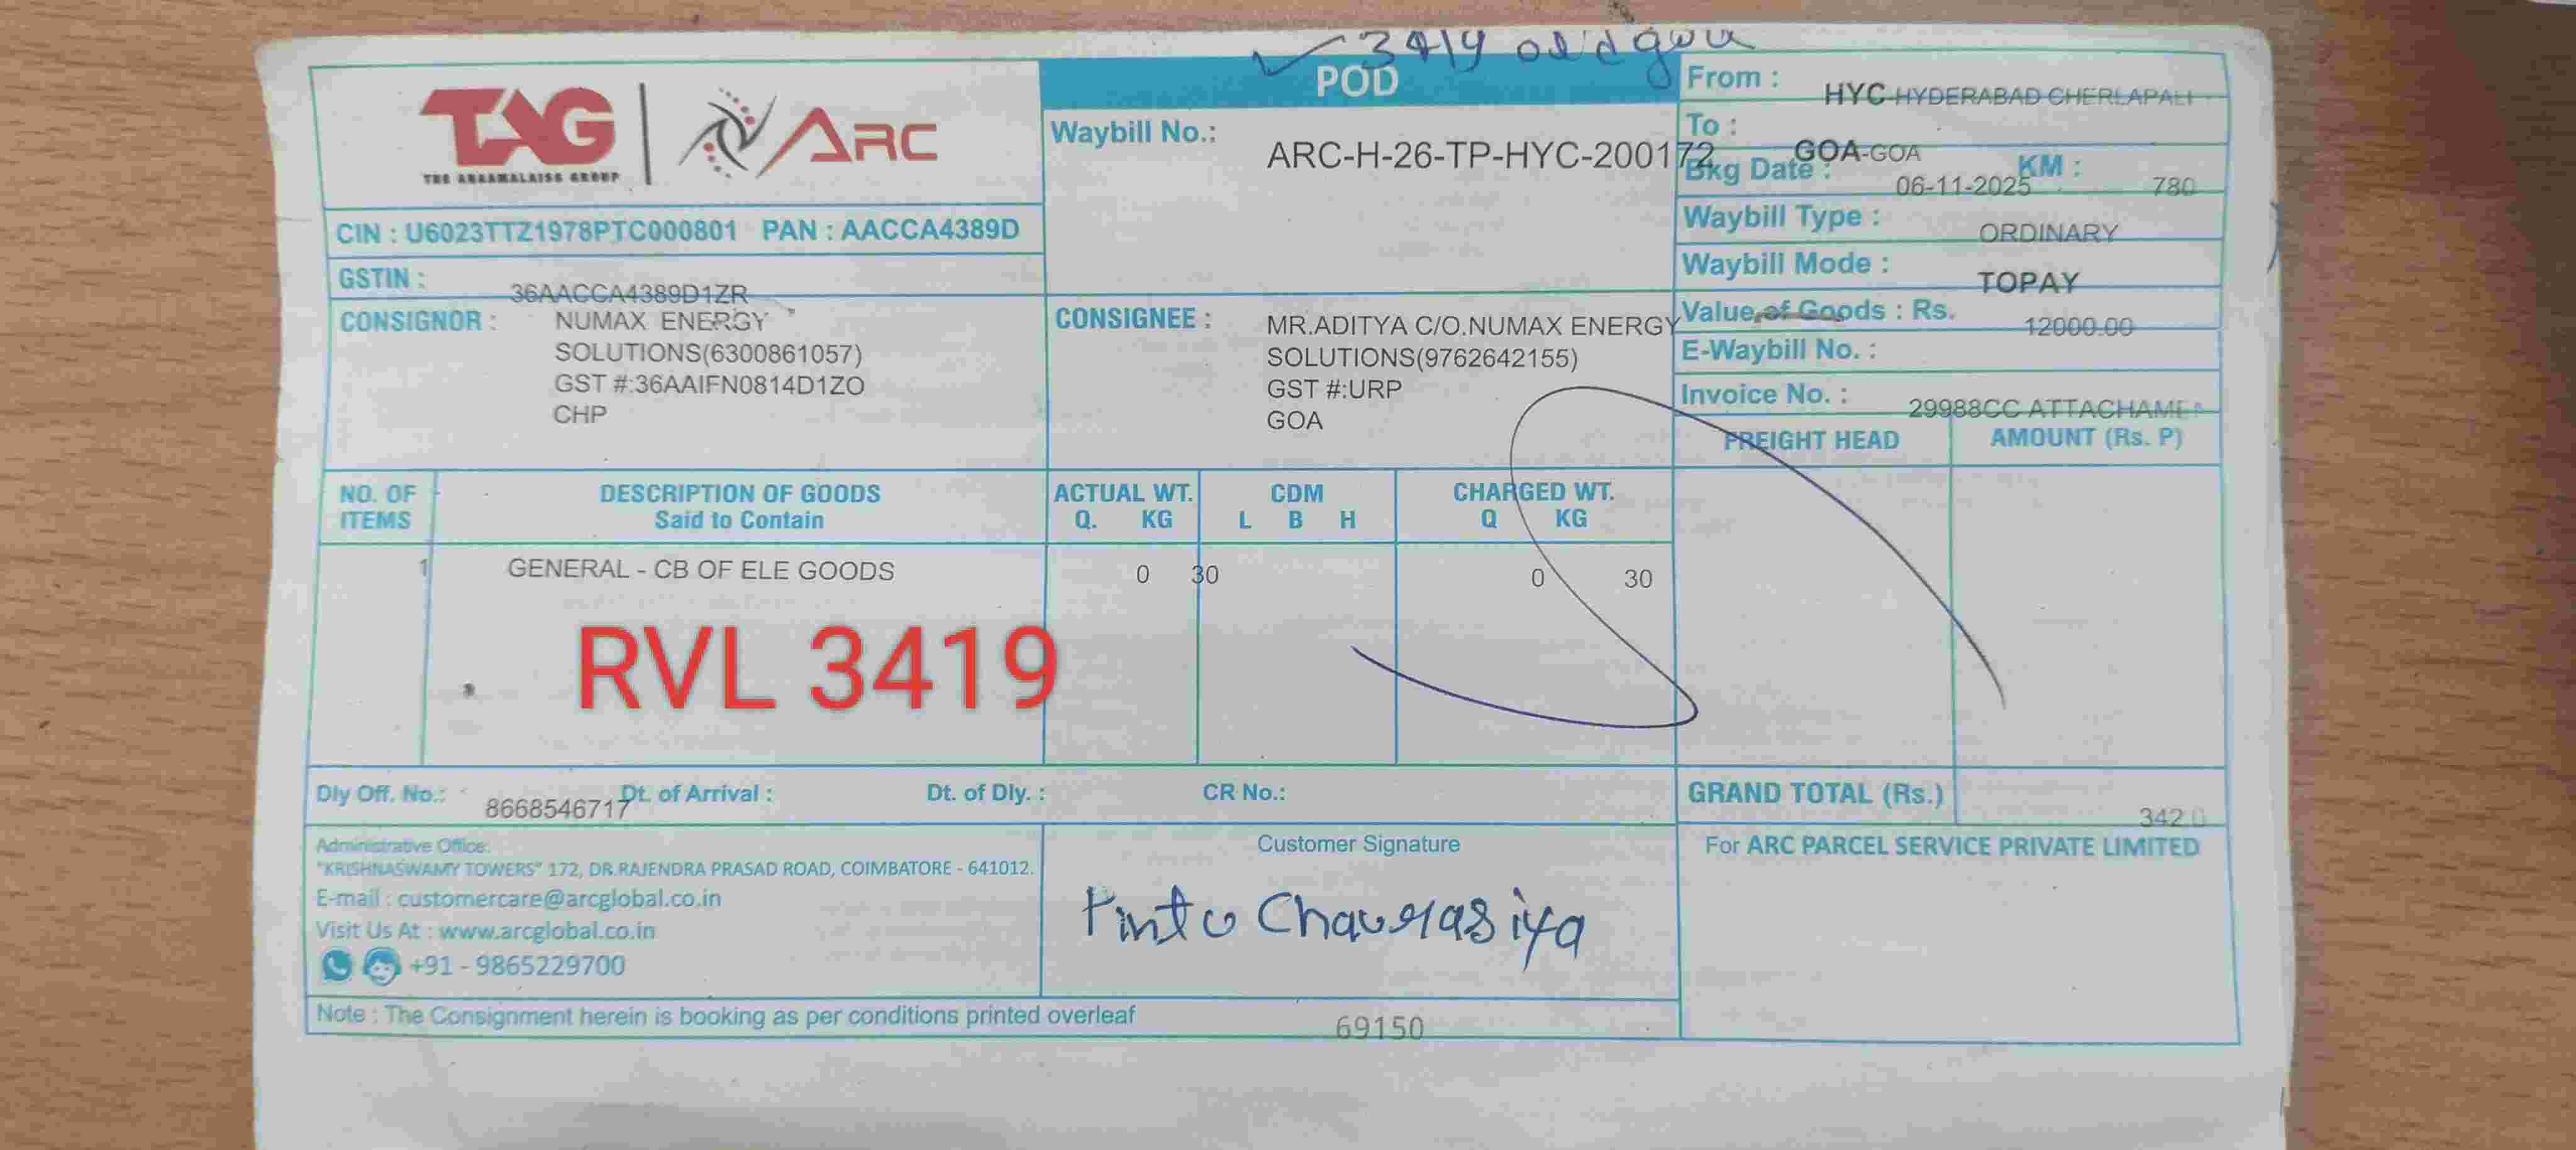 3419 old goa
TAG
THE ANAAMALAISS GROUP
ARC
POD
Waybill No.:
ARC-H-26-TP-HYC-200172
From :
HYC-HYDERABAD CHERLAPALI
To :
GOA-GOA
Bkg Date :
06-11-2025
KM :
780
Waybill Type :
ORDINARY
Waybill Mode :
TOPAY
Value of Goods : Rs.
12000.00
E-Waybill No. :
Invoice No. :
29988CC ATTACHAME
CIN : U6023TTZ1978PTC000801 PAN : AACCA4389D
GSTIN :
36AACCA4389D1ZR
CONSIGNOR :
NUMAX ENERGY
SOLUTIONS(6300861057)
GST #:36AAIFN0814D1ZO
CHP
CONSIGNEE :
MR.ADITYA C/O.NUMAX ENERGY
SOLUTIONS(9762642155)
GST #:URP
GOA
FREIGHT HEAD
AMOUNT (Rs. P)
NO. OF ITEMS
DESCRIPTION OF GOODS
Said to Contain
ACTUAL WT.
Q. KG
CDM
L B H
CHARGED WT.
Q KG
1
GENERAL - CB OF ELE GOODS
0 30
0 30
RVL 3419
Dly Off. No.:
8668546717
Dt. of Arrival :
Dt. of Dly. :
CR No.:
GRAND TOTAL (Rs.)
342.0
Administrative Office:
"KRISHNASWAMY TOWERS" 172, DR.RAJENDRA PRASAD ROAD, COIMBATORE - 641012.
E-mail : customercare@arcglobal.co.in
Visit Us At : www.arcglobal.co.in
+91 - 9865229700
Customer Signature
Pintu Chaurasiya
For ARC PARCEL SERVICE PRIVATE LIMITED
Note : The Consignment herein is booking as per conditions printed overleaf
69150